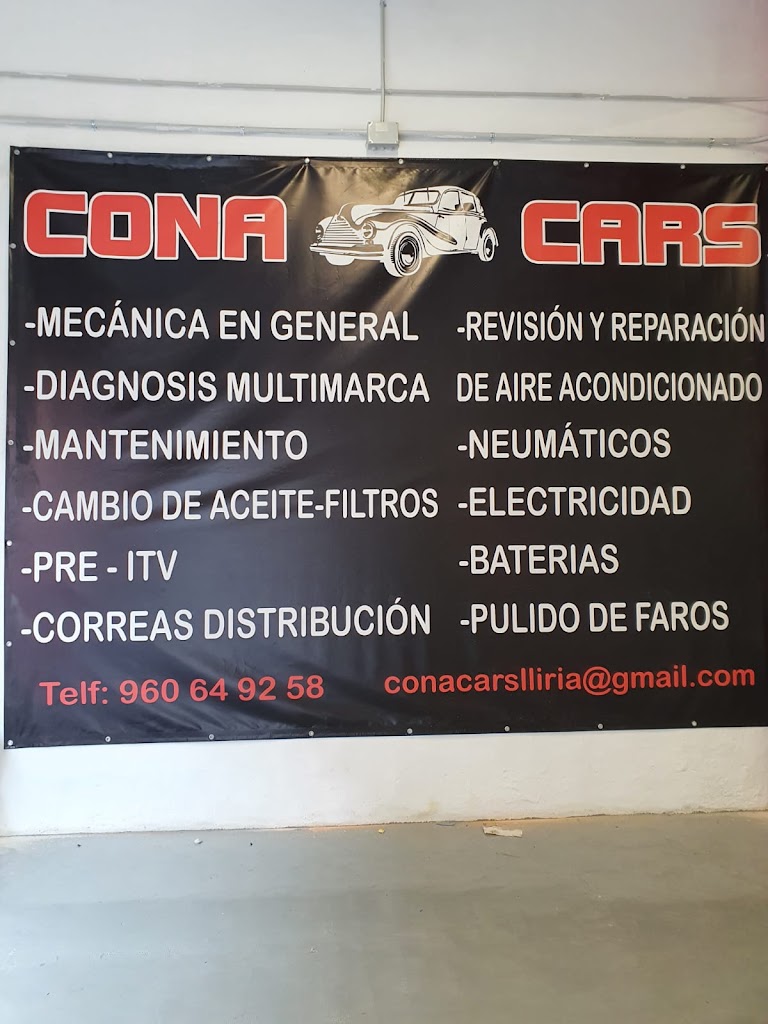 CONA CARS
-MECÁNICA EN GENERAL
-DIAGNOSIS MULTIMARCA
-MANTENIMIENTO
-CAMBIO DE ACEITE-FILTROS
-PRE - ITV
-CORREAS DISTRIBUCIÓN
-REVISIÓN Y REPARACIÓN
DE AIRE ACONDICIONADO
-NEUMÁTICOS
-ELECTRICIDAD
-BATERIAS
-PULIDO DE FAROS
Telf: 960 64 92 58
conacarslliria@gmail.com